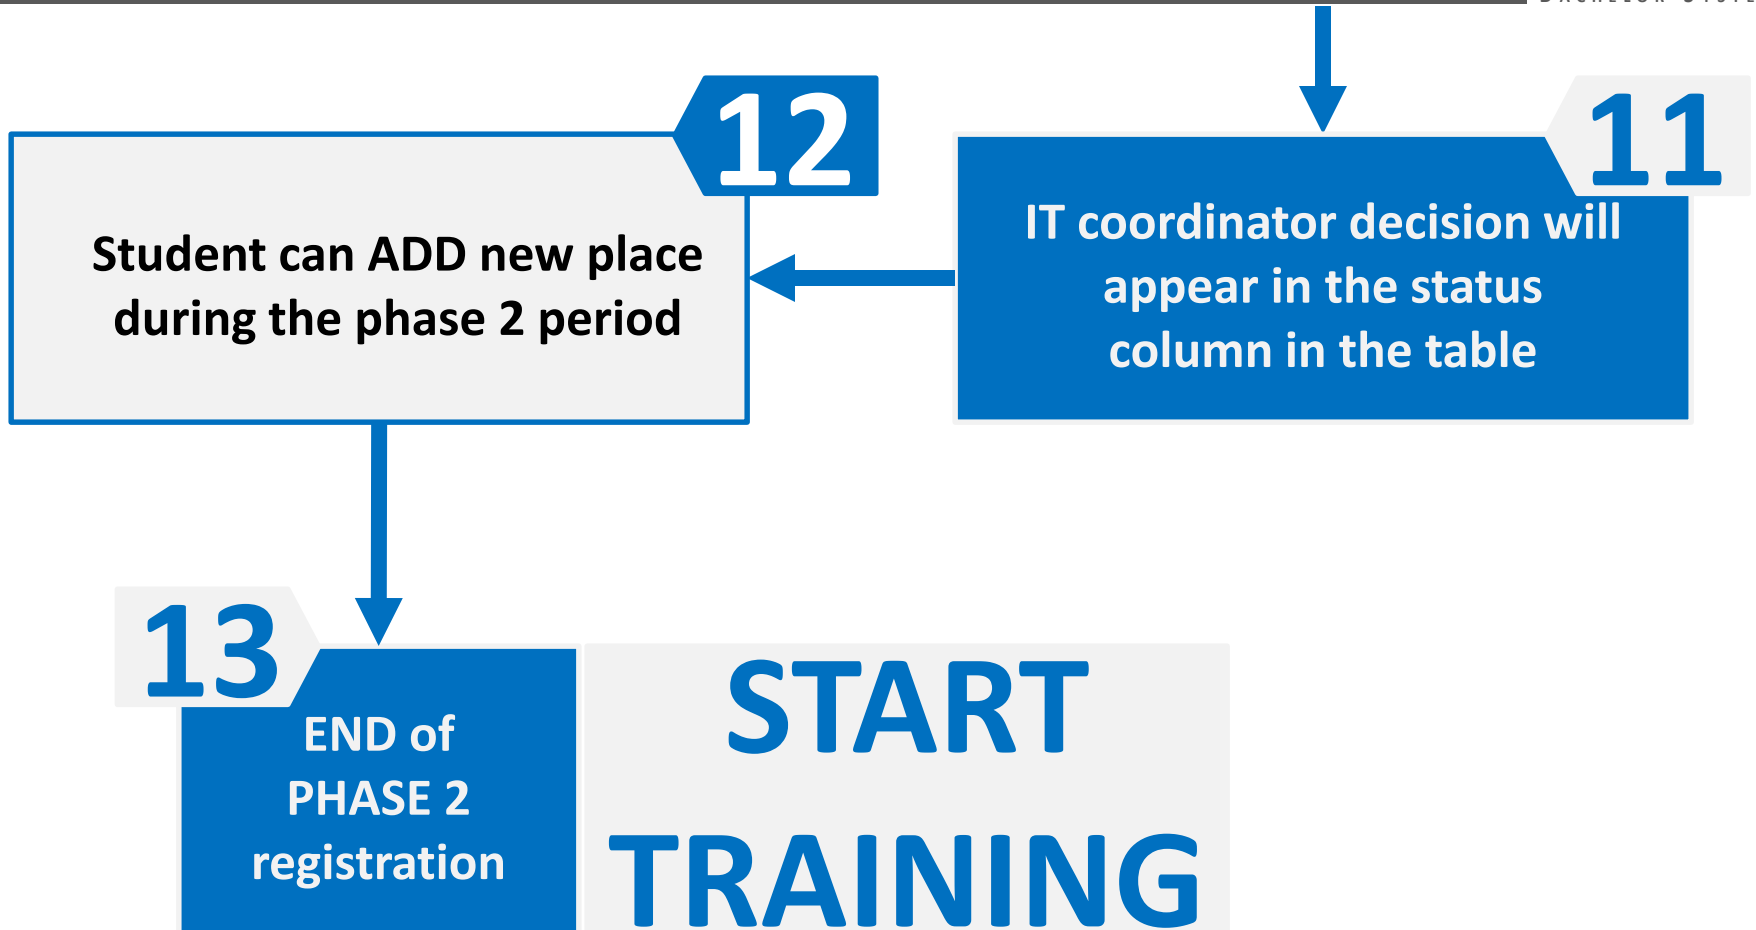 11
IT coordinator decision will
appear in the status
column in the table
12
Student can ADD new place
during the phase 2 period
13
END of
PHASE 2
registration
START
TRAINING